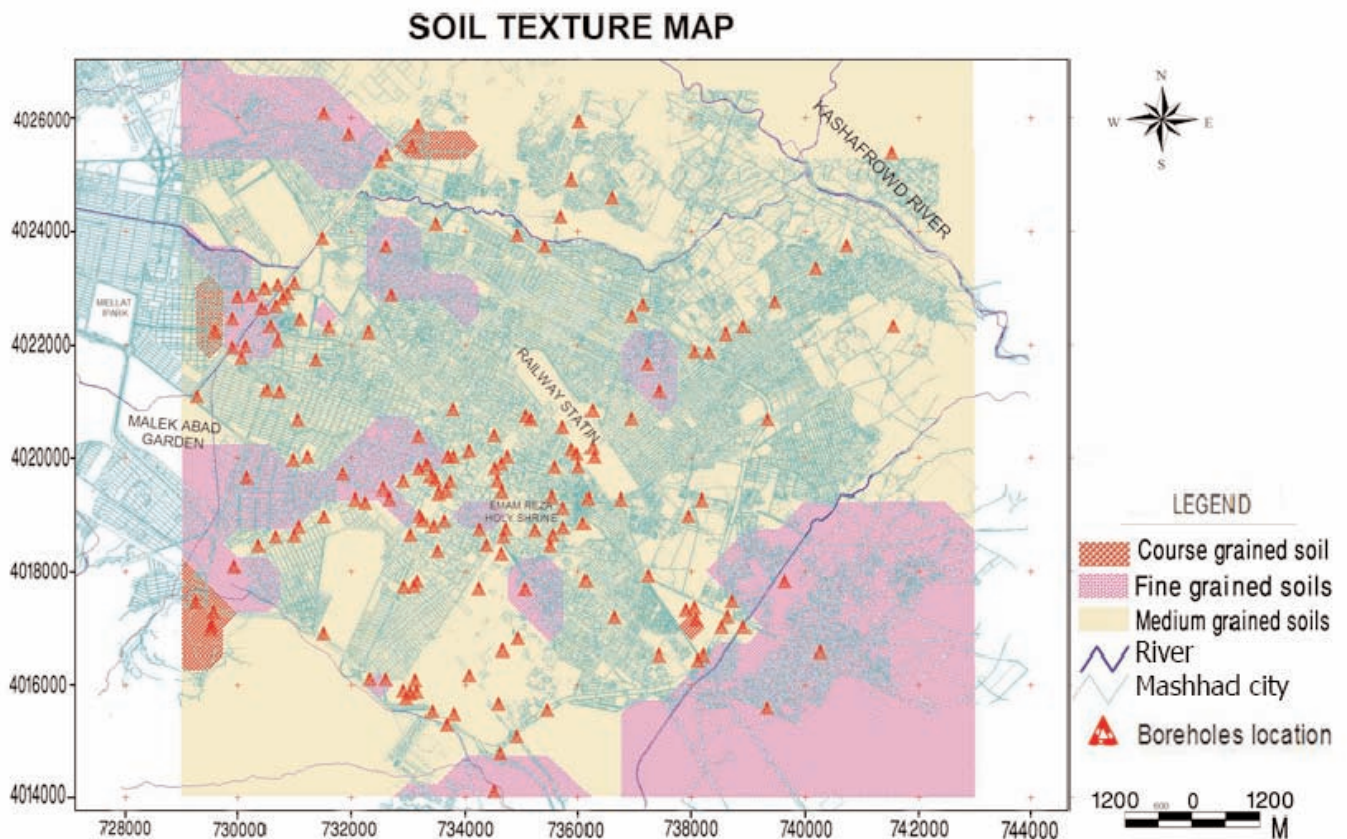 SOIL TEXTURE MAP
N
W E
S
4026000
4024000
4022000
4020000
4018000
4016000
4014000
KASHAFROWD RIVER
MELLAT
PARK
RAILWAY STATIN
MALEK ABAD
GARDEN
EMAM REZA
HOLY SHRINE
LEGEND
Course grained soil
Fine grained soils
Medium grained soils
River
Mashhad city
Boreholes location
1200 600 0 1200
M
728000 730000 732000 734000 736000 738000 740000 742000 744000